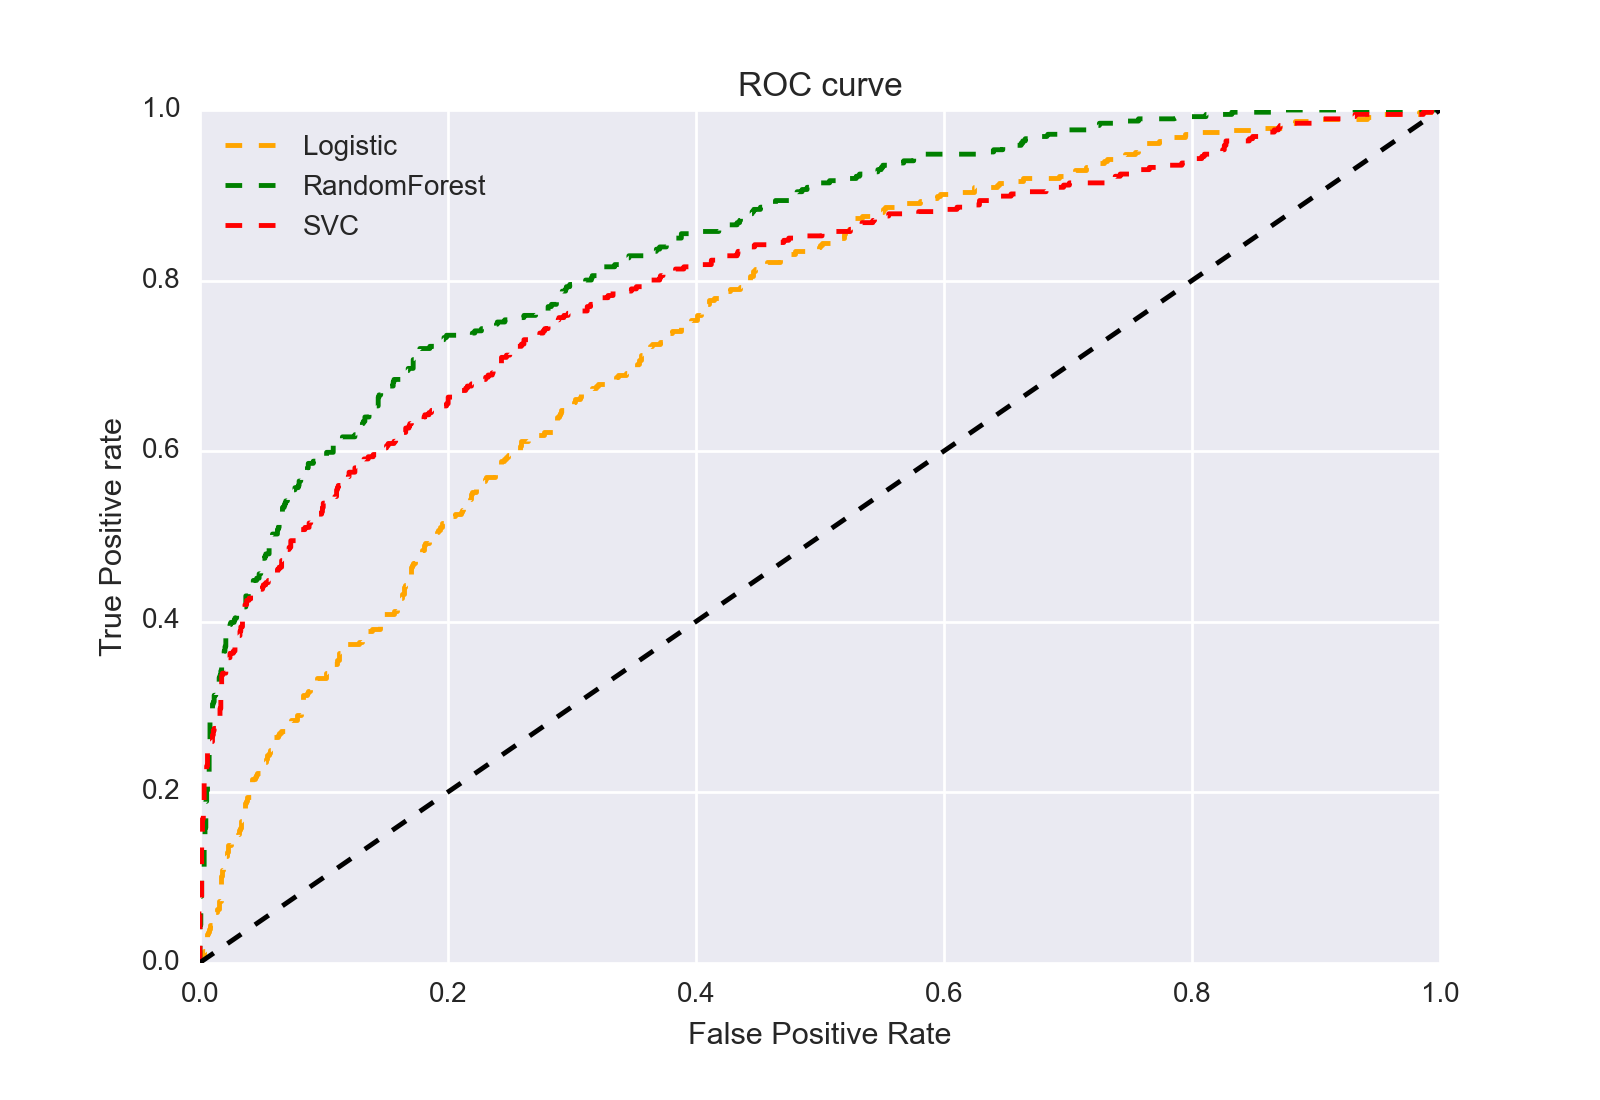 ROC curve
Logistic
RandomForest
SVC
True Positive rate
1.0
0.8
0.6
0.4
0.2
0.0
0.0 0.2 0.4 0.6 0.8 1.0
False Positive Rate